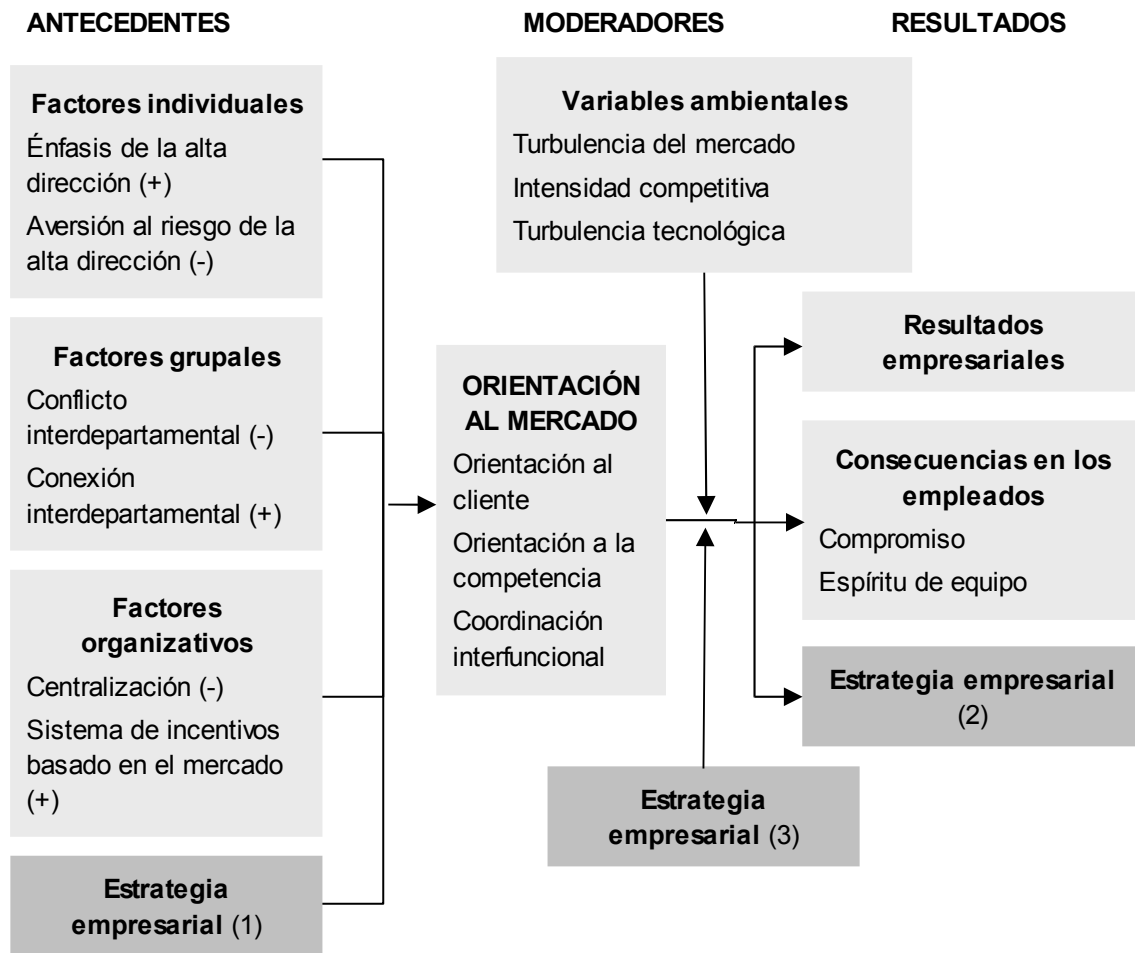 ANTECEDENTES
MODERADORES
RESULTADOS
Factores individuales
Énfasis de la alta
dirección (+)
Aversión al riesgo de la
alta dirección (-)
Factores grupales
Conflicto
interdepartamental (-)
Conexión
interdepartamental (+)
Factores
organizativos
Centralización (-)
Sistema de incentivos
basado en el mercado
(+)
Estrategia
empresarial (1)
ORIENTACIÓN
AL MERCADO
Orientación al
cliente
Orientación a la
competencia
Coordinación
interfuncional
Variables ambientales
Turbulencia del mercado
Intensidad competitiva
Turbulencia tecnológica
Estrategia
empresarial (3)
Resultados
empresariales
Consecuencias en los
empleados
Compromiso
Espíritu de equipo
Estrategia empresarial
(2)